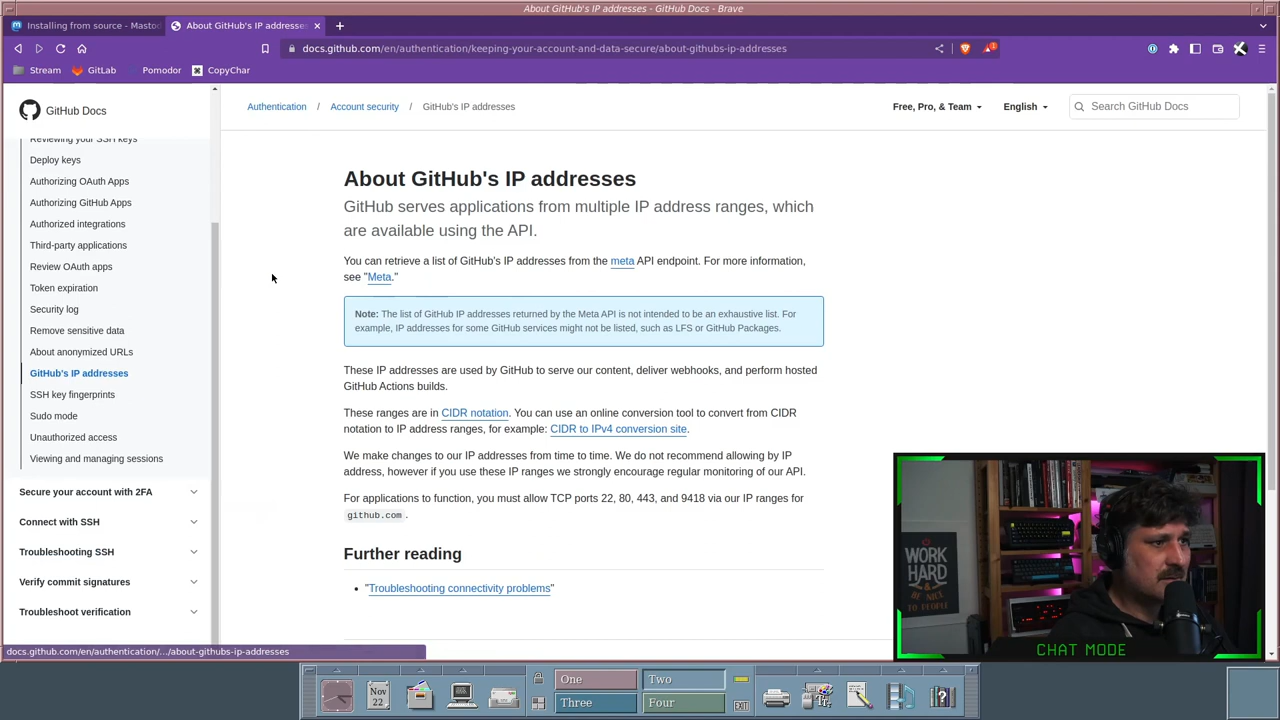 About GitHub's IP addresses - GitHub Docs - Brave
Installing from source - Mastod
About GitHub's IP addresses
docs.github.com/en/authentication/keeping-your-account-and-data-secure/about-githubs-ip-addresses
Stream GitLab Pomodor CopyChar
GitHub Docs
Authentication / Account security / GitHub's IP addresses
Free, Pro, & Team
English
Search GitHub Docs
Reviewing your SSH keys
Deploy keys
Authorizing OAuth Apps
Authorizing GitHub Apps
Authorized integrations
Third-party applications
Review OAuth apps
Token expiration
Security log
Remove sensitive data
About anonymized URLs
GitHub's IP addresses
SSH key fingerprints
Sudo mode
Unauthorized access
Viewing and managing sessions
Secure your account with 2FA
Connect with SSH
Troubleshooting SSH
Verify commit signatures
Troubleshoot verification
About GitHub's IP addresses
GitHub serves applications from multiple IP address ranges, which
are available using the API.
You can retrieve a list of GitHub's IP addresses from the meta API endpoint. For more information,
see "Meta."
Note: The list of GitHub IP addresses returned by the Meta API is not intended to be an exhaustive list. For
example, IP addresses for some GitHub services might not be listed, such as LFS or GitHub Packages.
These IP addresses are used by GitHub to serve our content, deliver webhooks, and perform hosted
GitHub Actions builds.
These ranges are in CIDR notation. You can use an online conversion tool to convert from CIDR
notation to IP address ranges, for example: CIDR to IPv4 conversion site.
We make changes to our IP addresses from time to time. We do not recommend allowing by IP
address, however if you use these IP ranges we strongly encourage regular monitoring of our API.
For applications to function, you must allow TCP ports 22, 80, 443, and 9418 via our IP ranges for
github.com.
Further reading
"Troubleshooting connectivity problems"
docs.github.com/en/authentication/.../about-githubs-ip-addresses
WORK
HARD
& BE NICE
TO PEOPLE
CHAT MODE
Nov
22
One
Two
Three
Four
EXIT